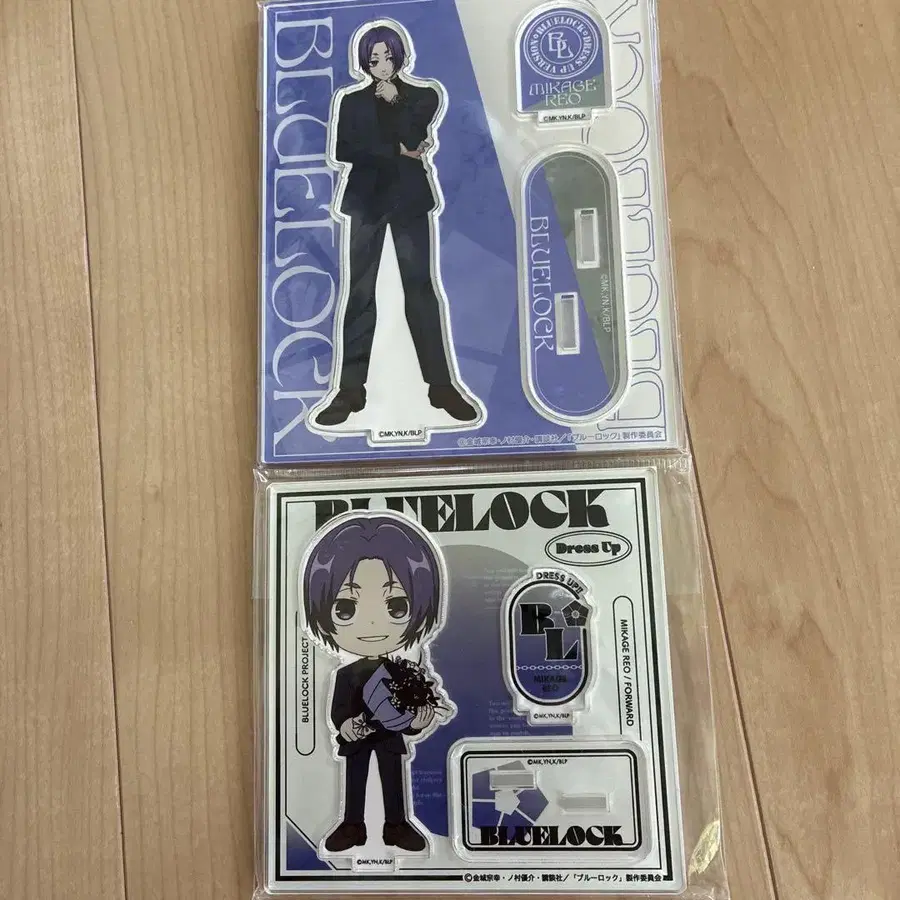 BLUELOCK
BLUELOCK
DRESS UP VERSION
BL
MIKAGE
REO
©MK,YN,K/BLP
BLUELOCK
©MK,YN,K/BLP
©MK,YN,K/BLP
©金城宗幸・ノ村優介・講談社/「ブルーロック」製作委員会
BLUELOCK
Dress Up
DRESS UP!!
BL
MIKAGE
REO
©MK,YN,K/BLP
BLUELOCK PROJECT
MIKAGE REO / FORWARD
©MK,YN,K/BLP
BLUELOCK
©MK,YN,K/BLP
©金城宗幸・ノ村優介・講談社/「ブルーロック」製作委員会